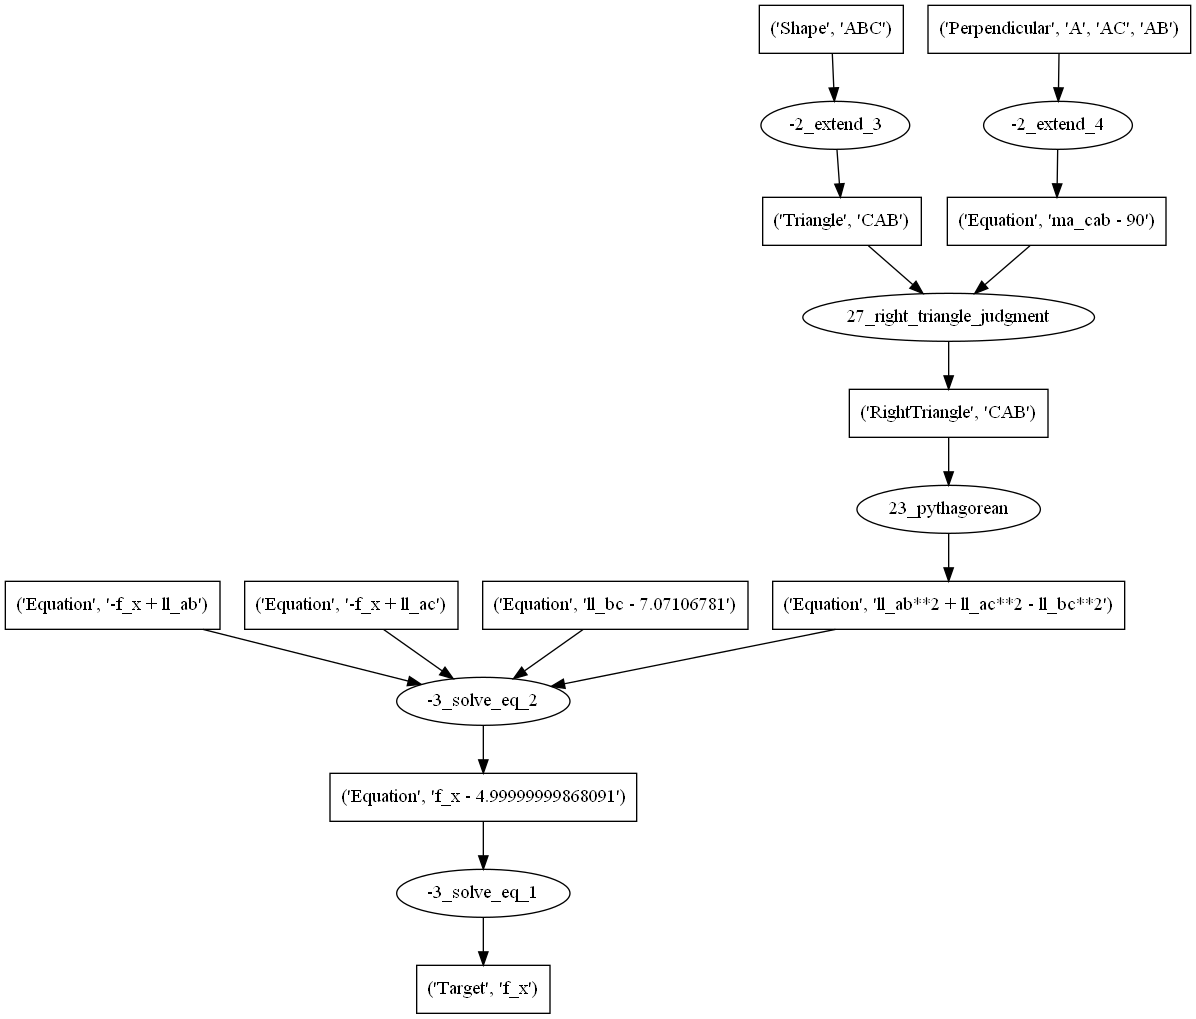 ('Shape', 'ABC')
('Perpendicular', 'A', 'AC', 'AB')
-2_extend_3
-2_extend_4
('Triangle', 'CAB')
('Equation', 'ma_cab - 90')
27_right_triangle_judgment
('RightTriangle', 'CAB')
23_pythagorean
('Equation', '-f_x + ll_ab')
('Equation', '-f_x + ll_ac')
('Equation', 'll_bc - 7.07106781')
('Equation', 'll_ab**2 + ll_ac**2 - ll_bc**2')
-3_solve_eq_2
('Equation', 'f_x - 4.99999999868091')
-3_solve_eq_1
('Target', 'f_x')